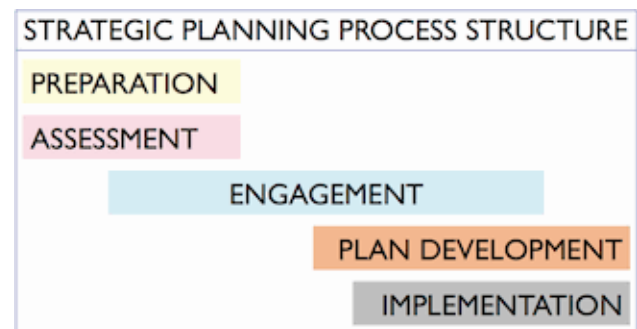 STRATEGIC PLANNING PROCESS STRUCTURE
PREPARATION
ASSESSMENT
ENGAGEMENT
PLAN DEVELOPMENT
IMPLEMENTATION